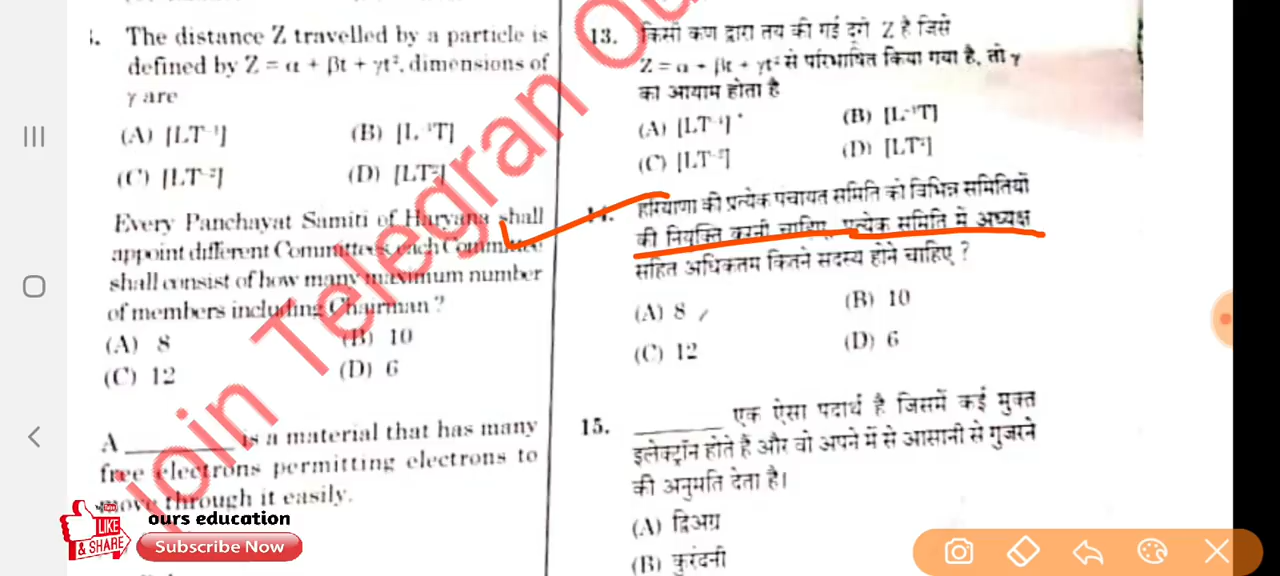 The distance Z travelled by a particle is
defined by Z = α + βt + γt², dimensions of
γ are
(A) [LT⁻¹]
(B) [L⁻¹T]
(C) [LT⁻²]
(D) [LT²]
Every Panchayat Samiti of Haryana shall
appoint different Committees each Committee
shall consist of how many maximum number
of members including Chairman ?
(A) 8
(B) 10
(C) 12
(D) 6
A ________ is a material that has many
free electrons permitting electrons to
move through it easily.
13. किसी कण द्वारा तय की गई दूरी Z है जिसे
Z = α + βt + γt² से परिभाषित किया गया है, तो γ
का आयाम होता है
(A) [LT⁻¹]
(B) [L⁻¹T]
(C) [LT⁻²]
(D) [LT²]
14. हरियाणा की प्रत्येक पंचायत समिति को विभिन्न समितियों
की नियुक्ति करनी चाहिए, प्रत्येक समिति में अध्यक्ष
सहित अधिकतम कितने सदस्य होने चाहिए ?
(A) 8
(B) 10
(C) 12
(D) 6
15. ________ एक ऐसा पदार्थ है जिसमें कई मुक्त
इलेक्ट्रॉन होते हैं और वो अपने में से आसानी से गुजरने
की अनुमति देता है।
(A) द्विअग्र
(B) कुरंदनी
Join Telegran
LIKE
& SHARE
ours education
Subscribe Now